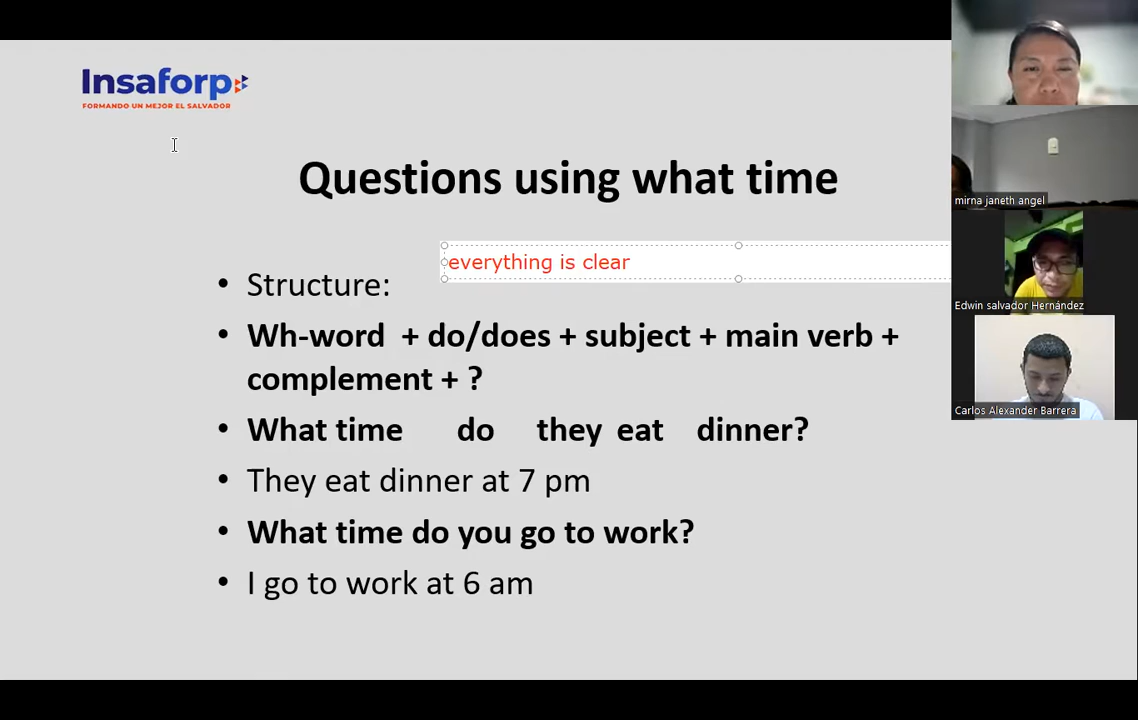 Insaforp
FORMANDO UN MEJOR EL SALVADOR
Questions using what time
everything is clear
• Structure:
• Wh-word + do/does + subject + main verb +
complement + ?
• What time do they eat dinner?
• They eat dinner at 7 pm
• What time do you go to work?
• I go to work at 6 am
mirna janeth angel
Edwin salvador Hernández
Carlos Alexander Barrera